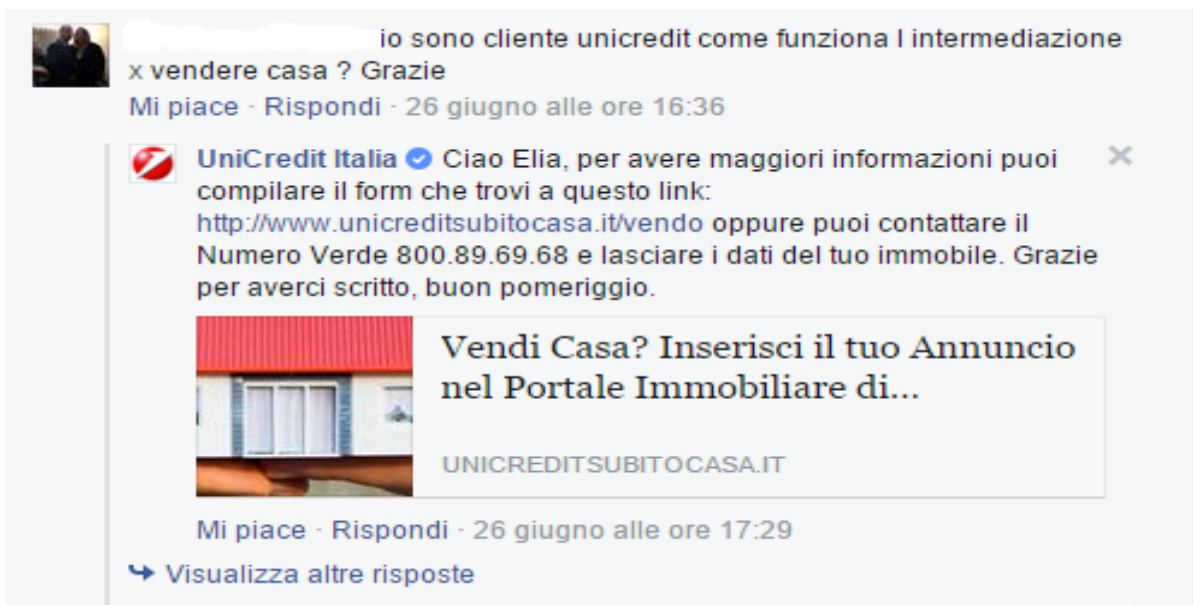 io sono cliente unicredit come funziona l intermediazione
x vendere casa ? Grazie
Mi piace · Rispondi · 26 giugno alle ore 16:36
UniCredit Italia Ciao Elia, per avere maggiori informazioni puoi
compilare il form che trovi a questo link:
http://www.unicreditsubitocasa.it/vendo oppure puoi contattare il
Numero Verde 800.89.69.68 e lasciare i dati del tuo immobile. Grazie
per averci scritto, buon pomeriggio.
Vendi Casa? Inserisci il tuo Annuncio
nel Portale Immobiliare di...
UNICREDITSUBITOCASA.IT
Mi piace · Rispondi · 26 giugno alle ore 17:29
Visualizza altre risposte